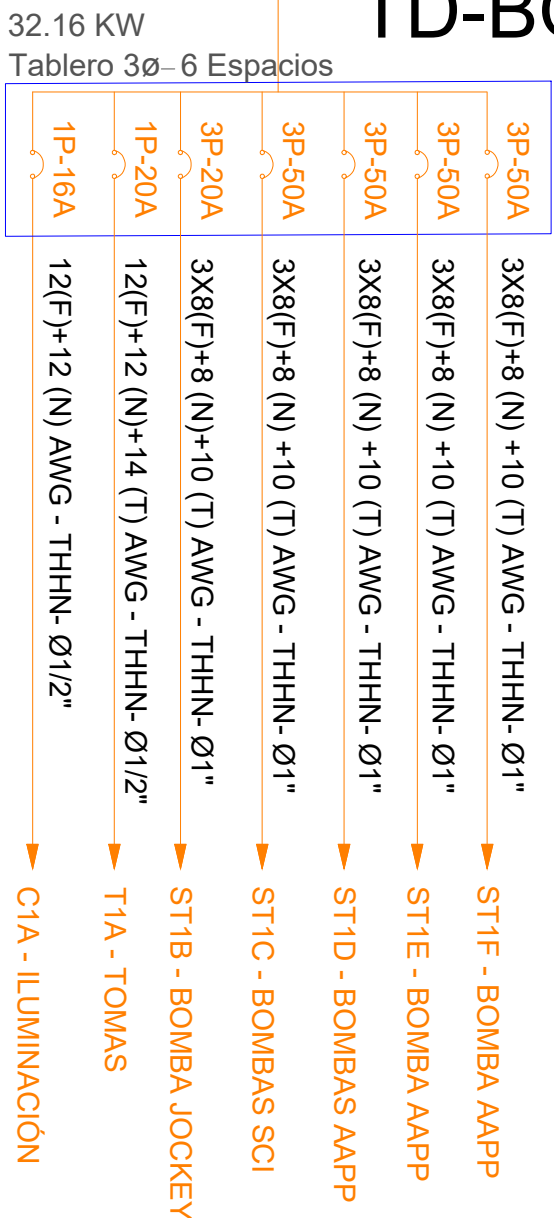 32.16 KW
TD-BO
Tablero 3ø– 6 Espacios
1P-16A
1P-20A
3P-20A
3P-50A
3P-50A
3P-50A
3P-50A
12(F)+12 (N) AWG - THHN- Ø1/2"
12(F)+12 (N)+14 (T) AWG - THHN- Ø1/2"
3X8(F)+8 (N)+10 (T) AWG - THHN- Ø1"
3X8(F)+8 (N) +10 (T) AWG - THHN- Ø1"
3X8(F)+8 (N) +10 (T) AWG - THHN- Ø1"
3X8(F)+8 (N) +10 (T) AWG - THHN- Ø1"
3X8(F)+8 (N) +10 (T) AWG - THHN- Ø1"
C1A - ILUMINACIÓN
T1A - TOMAS
ST1B - BOMBA JOCKEY
ST1C - BOMBAS SCI
ST1D - BOMBAS AAPP
ST1E - BOMBA AAPP
ST1F - BOMBA AAPP